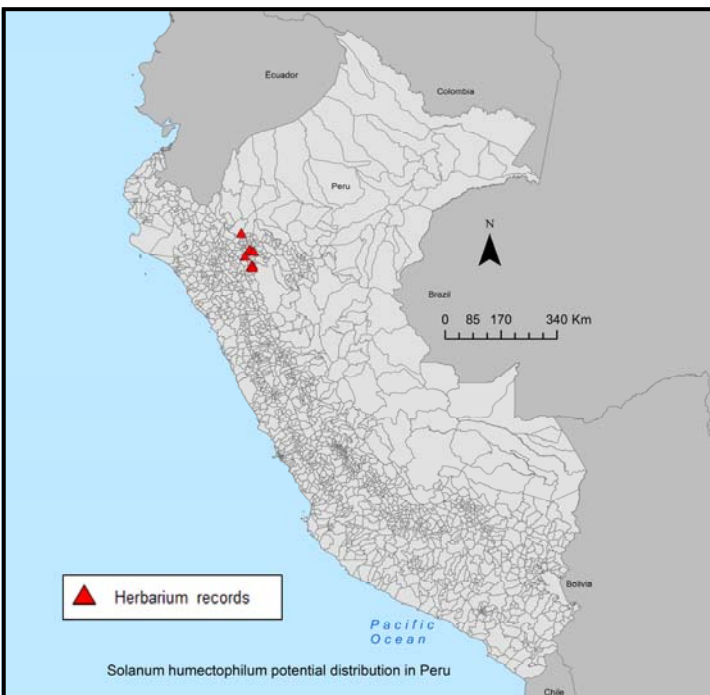 Ecuador
Colombia
Peru
N
Brazil
0 85 170 340 Km
Bolivia
Herbarium records
Pacific
Ocean
Solanum humectophilum potential distribution in Peru
Chile